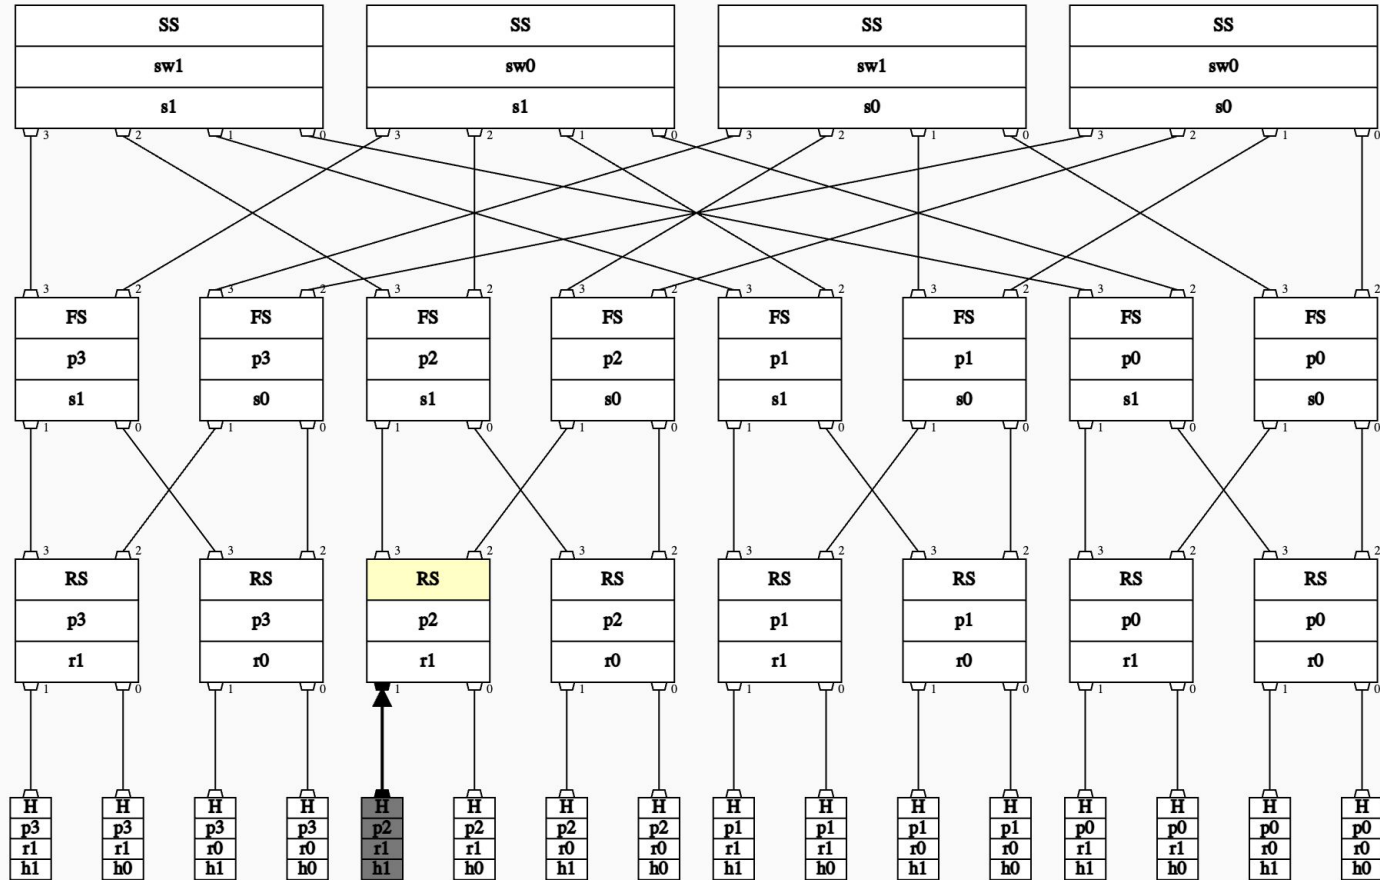 SS SS SS SS
sw1 sw0 sw1 sw0
s1 s1 s0 s0
3 2 1 0 3 2 1 0 3 2 1 0 3 2 1 0
3 2 3 2 3 2 3 2 3 2 3 2 3 2 3 2
FS FS FS FS FS FS FS FS
p3 p3 p2 p2 p1 p1 p0 p0
s1 s0 s1 s0 s1 s0 s1 s0
1 0 1 0 1 0 1 0 1 0 1 0 1 0 1 0
3 2 3 2 3 2 3 2 3 2 3 2 3 2 3 2
RS RS RS RS RS RS RS RS
p3 p3 p2 p2 p1 p1 p0 p0
r1 r0 r1 r0 r1 r0 r1 r0
1 0 1 0 1 0 1 0 1 0 1 0 1 0 1 0
H H H H H H H H H H H H H H H H
p3 p3 p3 p3 p2 p2 p2 p2 p1 p1 p1 p1 p0 p0 p0 p0
r1 r1 r0 r0 r1 r1 r0 r0 r1 r1 r0 r0 r1 r1 r0 r0
h1 h0 h1 h0 h1 h0 h1 h0 h1 h0 h1 h0 h1 h0 h1 h0